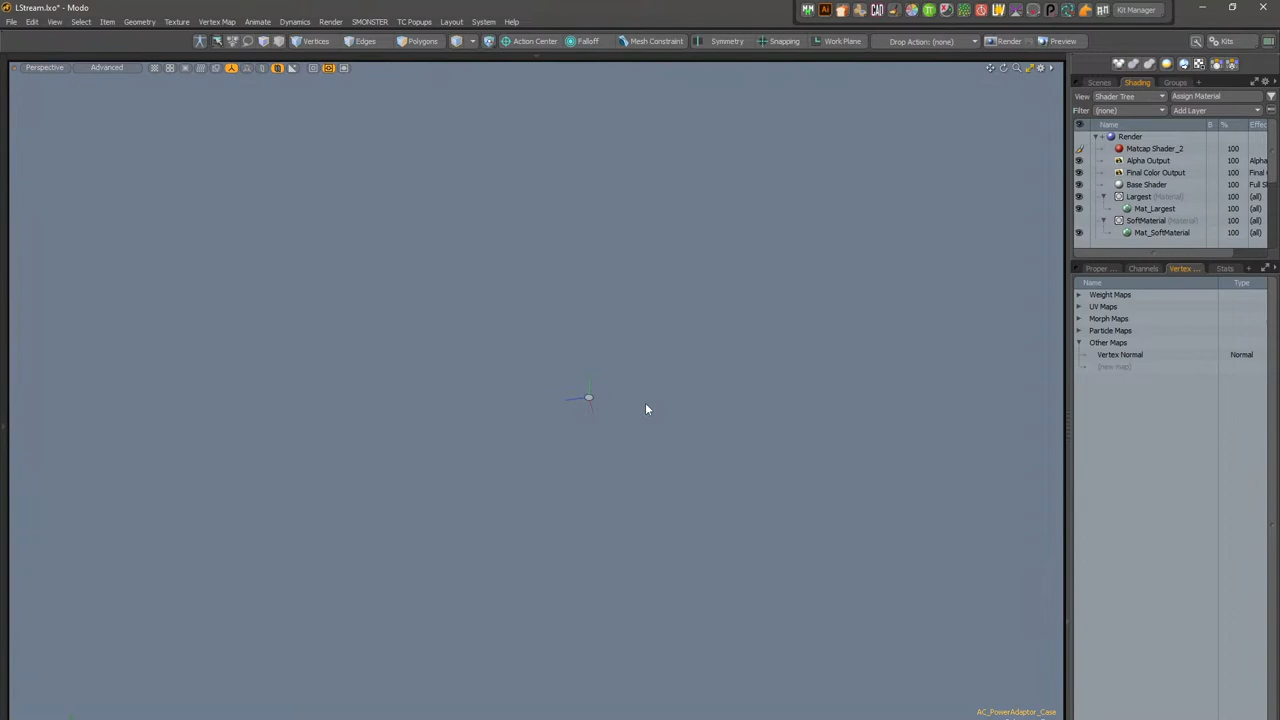 LStream.lxo* - Modo
File Edit View Select Item Geometry Texture Vertex Map Animate Dynamics Render SMONSTER TC Popups Layout System Help
Kit Manager
Vertices Edges Polygons Action Center Falloff Mesh Constraint Symmetry Snapping Work Plane Drop Action: (none) Render Preview Kits
Perspective Advanced
Scenes Shading Groups +
View Shader Tree Assign Material
Filter (none) Add Layer
Name B % Effec
Render
Matcap Shader_2 100
Alpha Output 100 Alpha
Final Color Output 100 Final
Base Shader 100 Full S
Largest (Material) 100 (all)
Mat_Largest 100 (all)
SoftMaterial (Material) 100 (all)
Mat_SoftMaterial 100 (all)
Proper ... Channels Vertex ... Stats +
Name Type
Weight Maps
UV Maps
Morph Maps
Particle Maps
Other Maps
Vertex Normal Normal
(new map)
AC_PowerAdaptor_Case